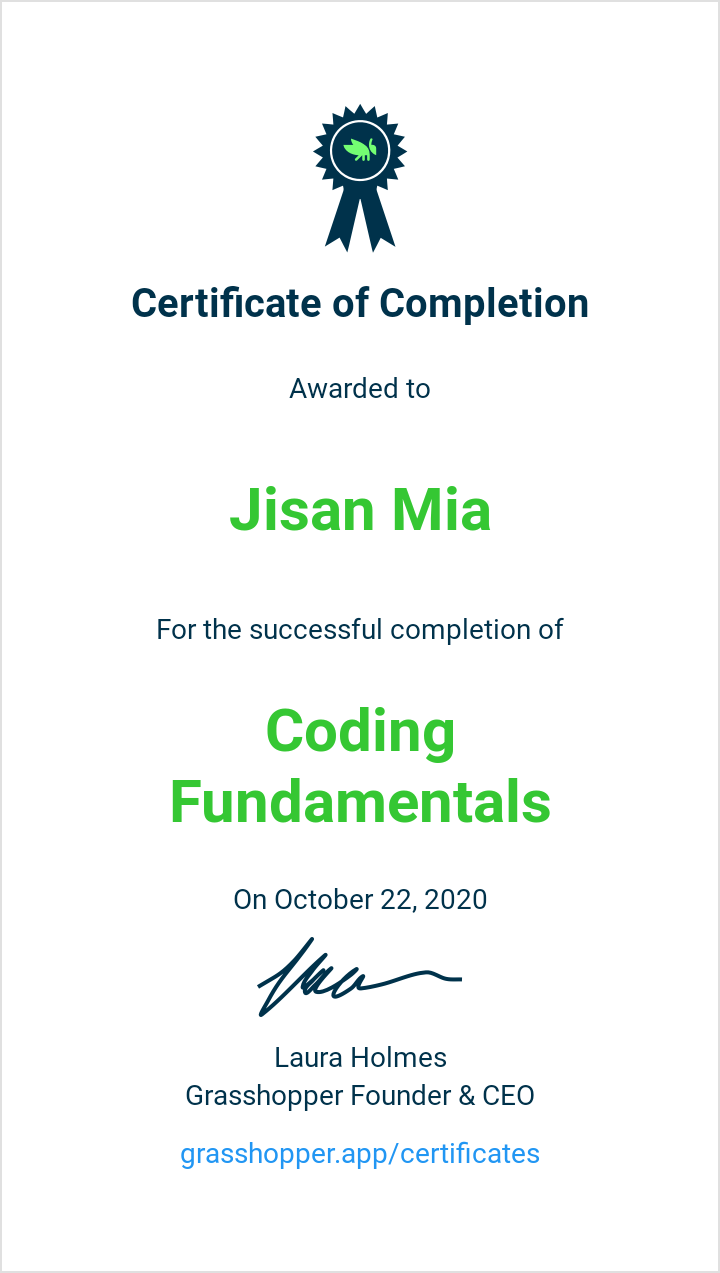 Certificate of Completion
Awarded to
Jisan Mia
For the successful completion of
Coding
Fundamentals
On October 22, 2020
Laura Holmes
Grasshopper Founder & CEO
grasshopper.app/certificates